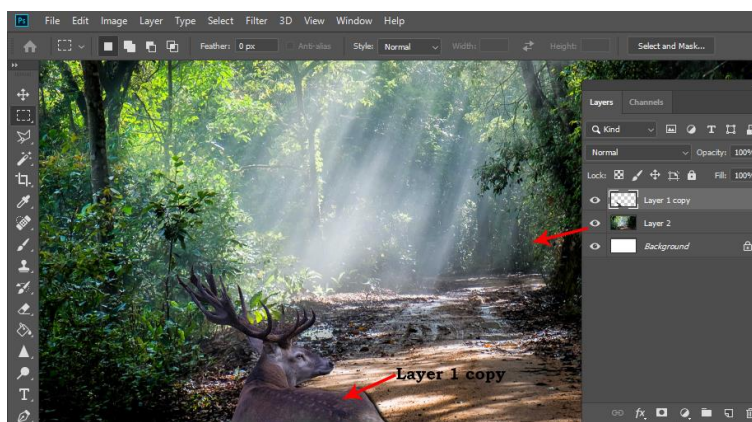 Ps File Edit Image Layer Type Select Filter 3D View Window Help
Feather: 0 px Anti-alias Style: Normal Width: Height: Select and Mask...
Layers Channels
Kind
Normal Opacity: 100%
Lock: Fill: 100%
Layer 1 copy
Layer 2
Background
Layer 1 copy
fx